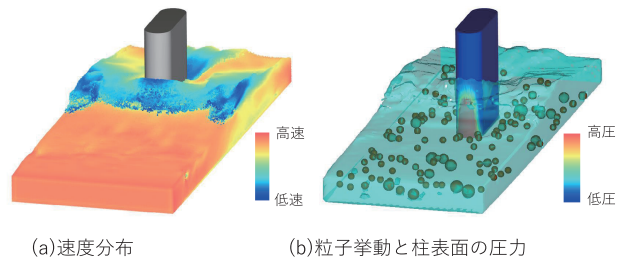 高速
低速
高圧
低圧
(a)速度分布
(b)粒子挙動と柱表面の圧力